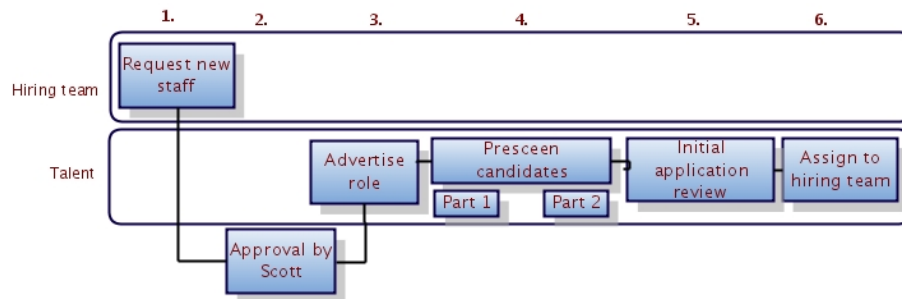 1.
2.
3.
4.
5.
6.
Hiring team
Request new
staff
Talent
Advertise
role
Presceen
candidates
Part 1
Part 2
Initial
application
review
Assign to
hiring team
Approval by
Scott